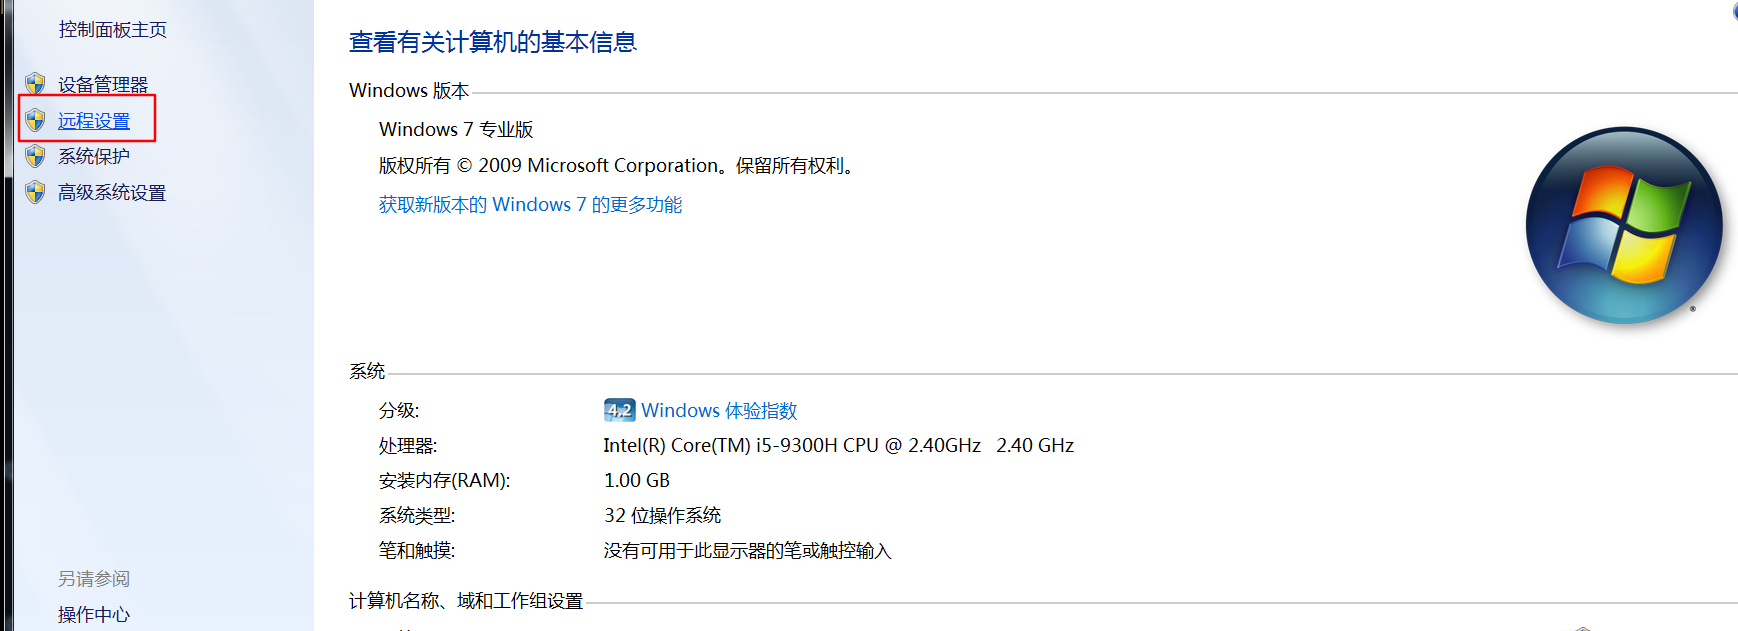 控制面板主页
设备管理器
远程设置
系统保护
高级系统设置
另请参阅
操作中心
查看有关计算机的基本信息
Windows 版本
Windows 7 专业版
版权所有 © 2009 Microsoft Corporation。保留所有权利。
获取新版本的 Windows 7 的更多功能
系统
分级: 4.2 Windows 体验指数
处理器: Intel(R) Core(TM) i5-9300H CPU @ 2.40GHz 2.40 GHz
安装内存(RAM): 1.00 GB
系统类型: 32 位操作系统
笔和触摸: 没有可用于此显示器的笔或触控输入
计算机名称、域和工作组设置